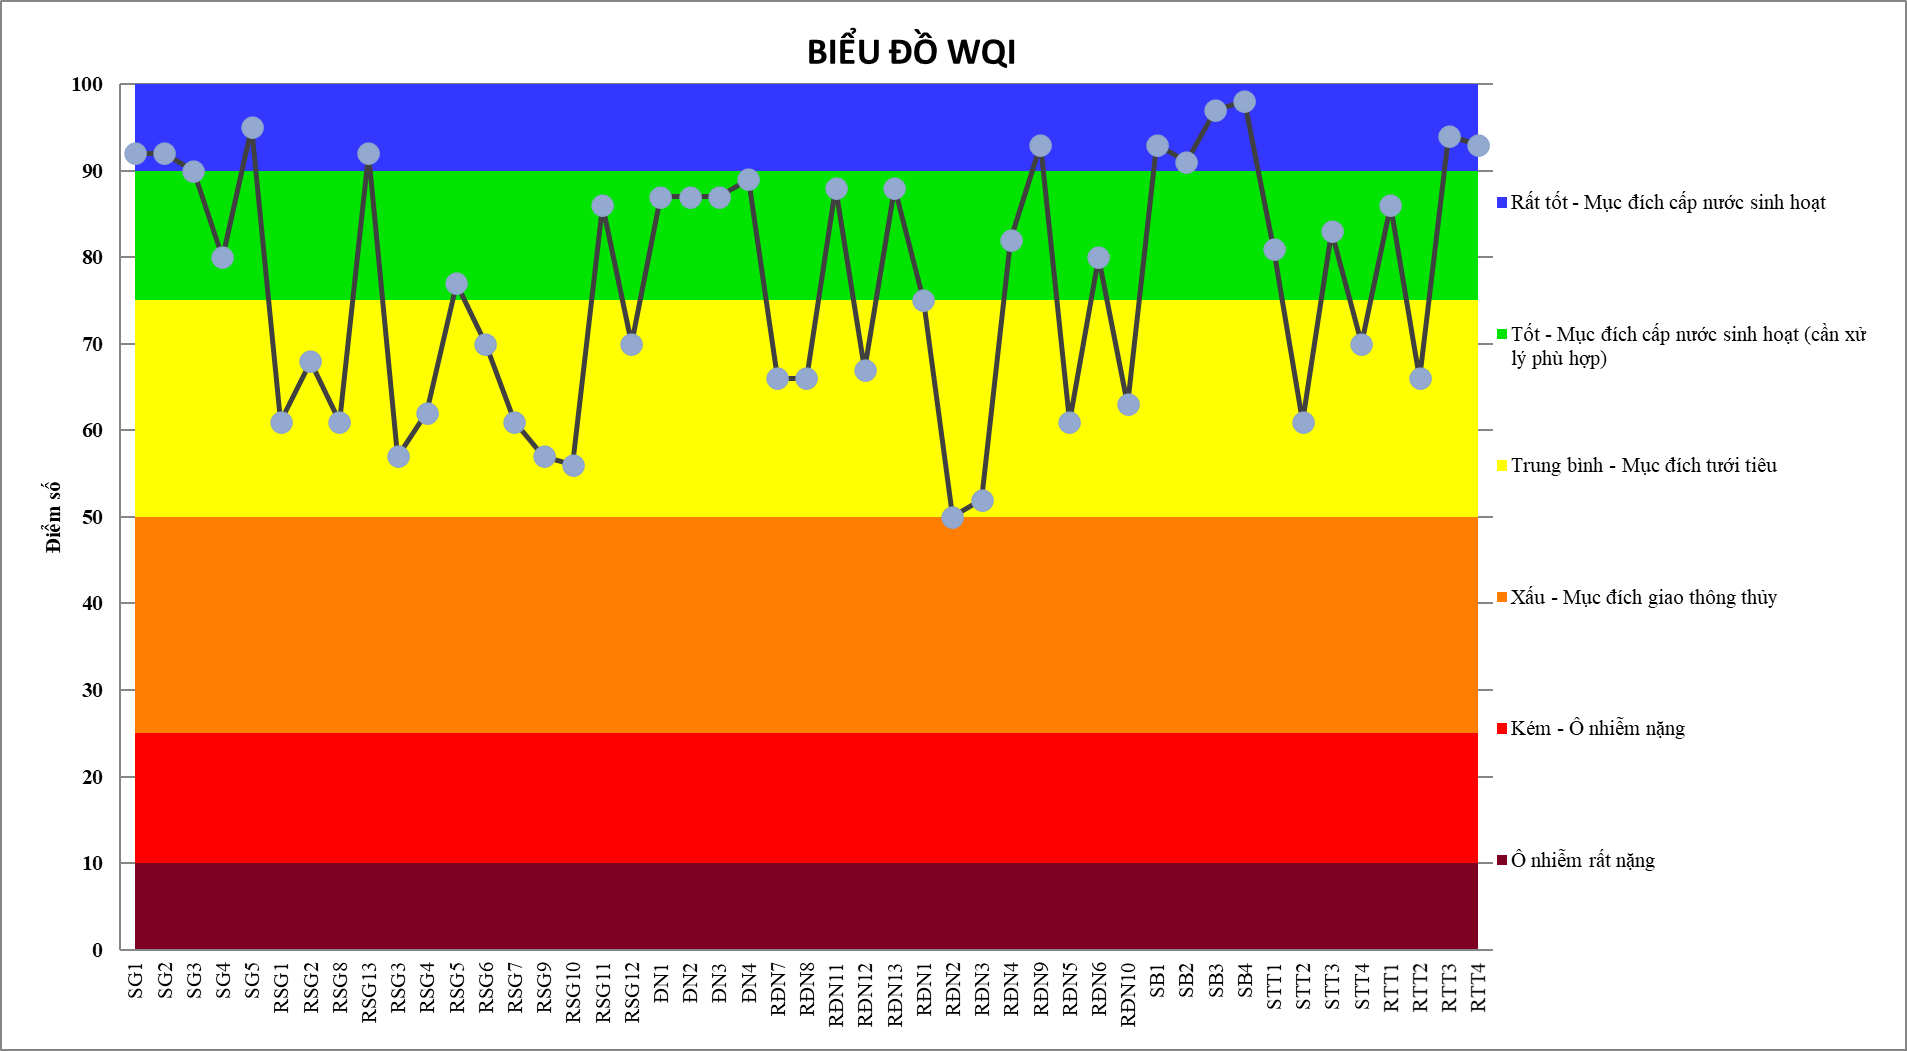 BIỂU ĐỒ WQI
Điểm số
100
90
80
70
60
50
40
30
20
10
0
SG1
SG2
SG3
SG4
SG5
RSG1
RSG2
RSG8
RSG13
RSG3
RSG4
RSG5
RSG6
RSG7
RSG9
RSG10
RSG11
RSG12
ĐN1
ĐN2
ĐN3
ĐN4
RĐN7
RĐN8
RĐN11
RĐN12
RĐN13
RĐN1
RĐN2
RĐN3
RĐN4
RĐN9
RĐN5
RĐN6
RĐN10
SB1
SB2
SB3
SB4
STT1
STT2
STT3
STT4
RTT1
RTT2
RTT3
RTT4
Rất tốt - Mục đích cấp nước sinh hoạt
Tốt - Mục đích cấp nước sinh hoạt (cần xử
lý phù hợp)
Trung bình - Mục đích tưới tiêu
Xấu - Mục đích giao thông thủy
Kém - Ô nhiễm nặng
Ô nhiễm rất nặng